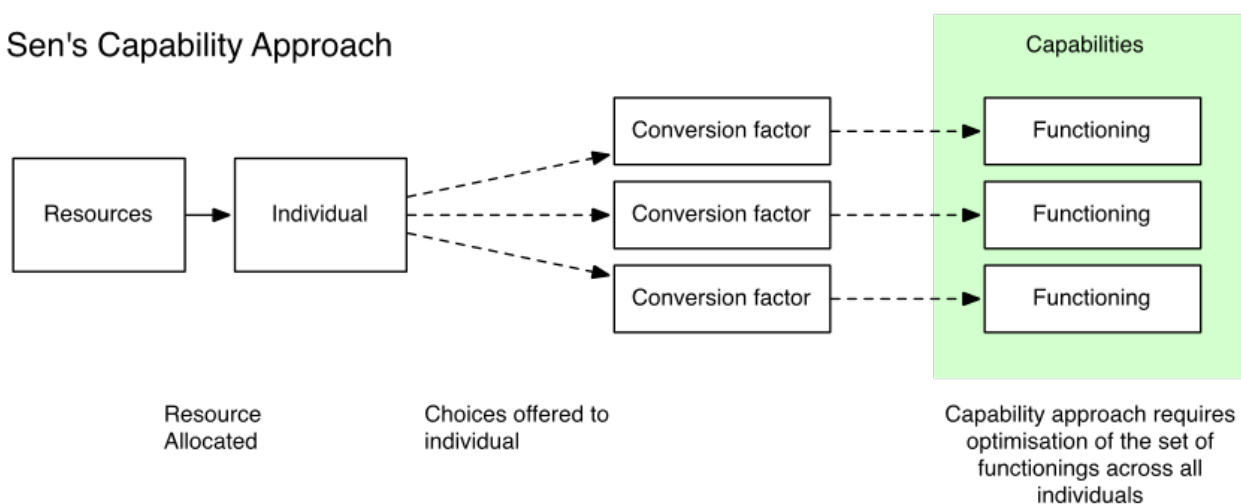 Sen's Capability Approach
Capabilities
Resources
Individual
Conversion factor
Functioning
Conversion factor
Functioning
Conversion factor
Functioning
Resource
Allocated
Choices offered to
individual
Capability approach requires
optimisation of the set of
functionings across all
individuals